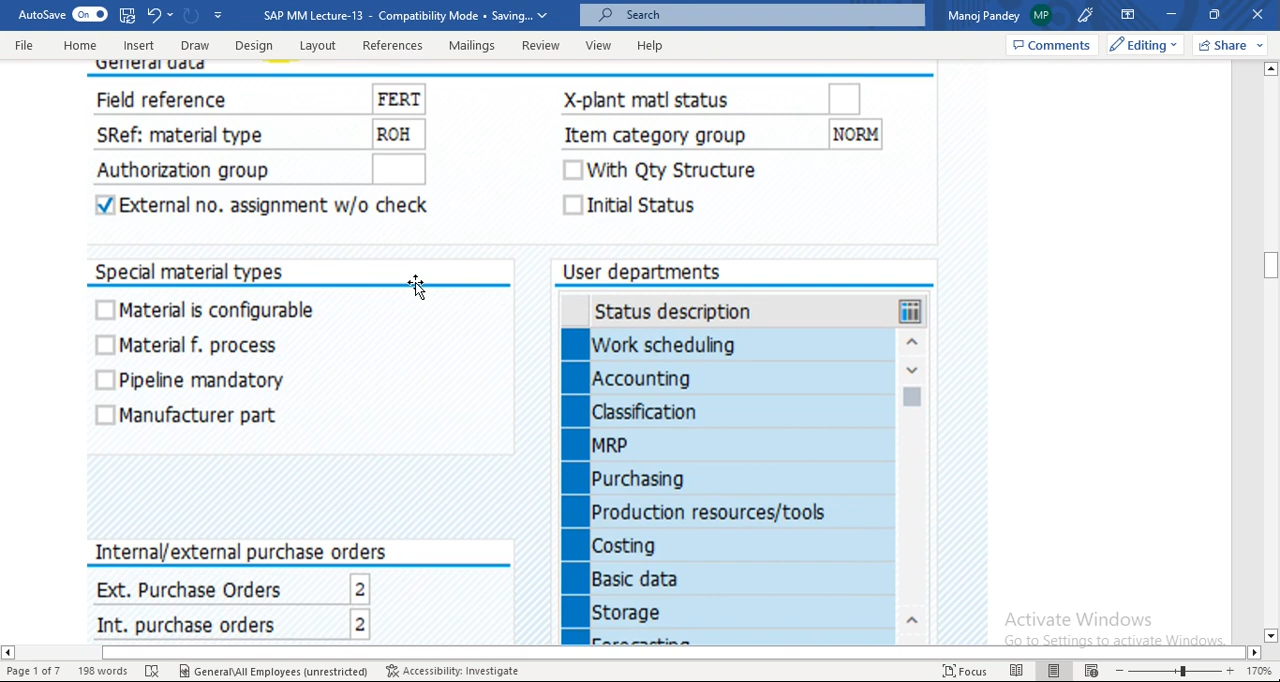 AutoSave On SAP MM Lecture-13 - Compatibility Mode • Saving... Search Manoj Pandey MP
File Home Insert Draw Design Layout References Mailings Review View Help Comments Editing Share
General data
Field reference FERT X-plant matl status
SRef: material type ROH Item category group NORM
Authorization group With Qty Structure
External no. assignment w/o check Initial Status
Special material types User departments
Status description
Material is configurable
Work scheduling
Material f. process
Accounting
Pipeline mandatory
Classification
Manufacturer part
MRP
Purchasing
Production resources/tools
Internal/external purchase orders
Costing
Ext. Purchase Orders 2
Basic data
Storage
Int. purchase orders 2
Forecasting
Activate Windows
Go to Settings to activate Windows.
Page 1 of 7 198 words General\All Employees (unrestricted) Accessibility: Investigate Focus 170%